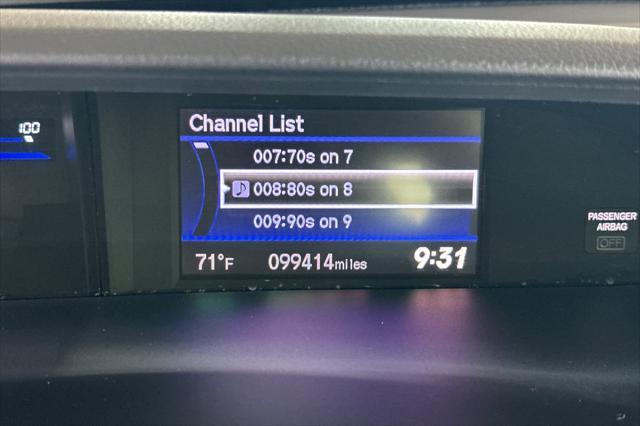 Channel List
100
007:70s on 7
008:80s on 8
009:90s on 9
PASSENGER
AIRBAG
OFF
71°F 099414miles 9:31